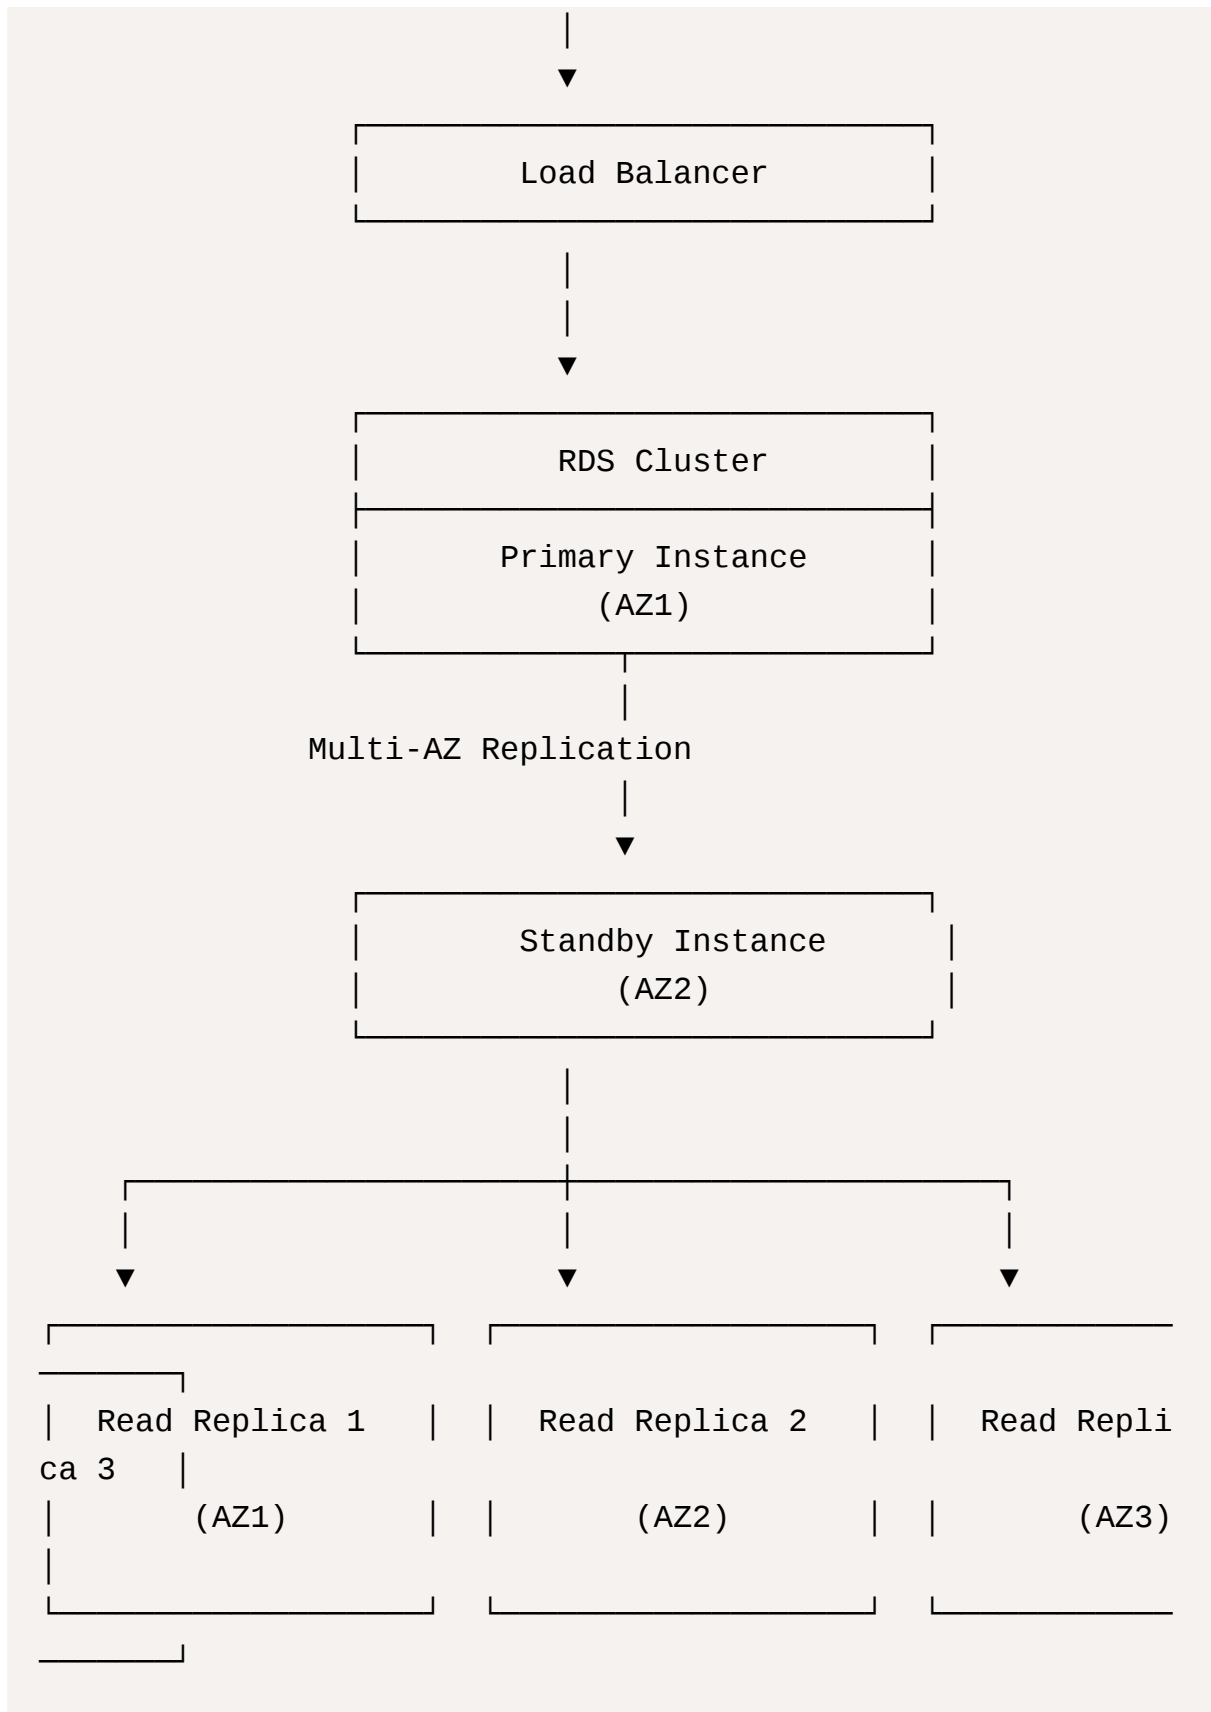 Load Balancer
RDS Cluster
Primary Instance
(AZ1)
Multi-AZ Replication
Standby Instance
(AZ2)
Read Replica 1 Read Replica 2 Read Repli
ca 3
(AZ1) (AZ2) (AZ3)